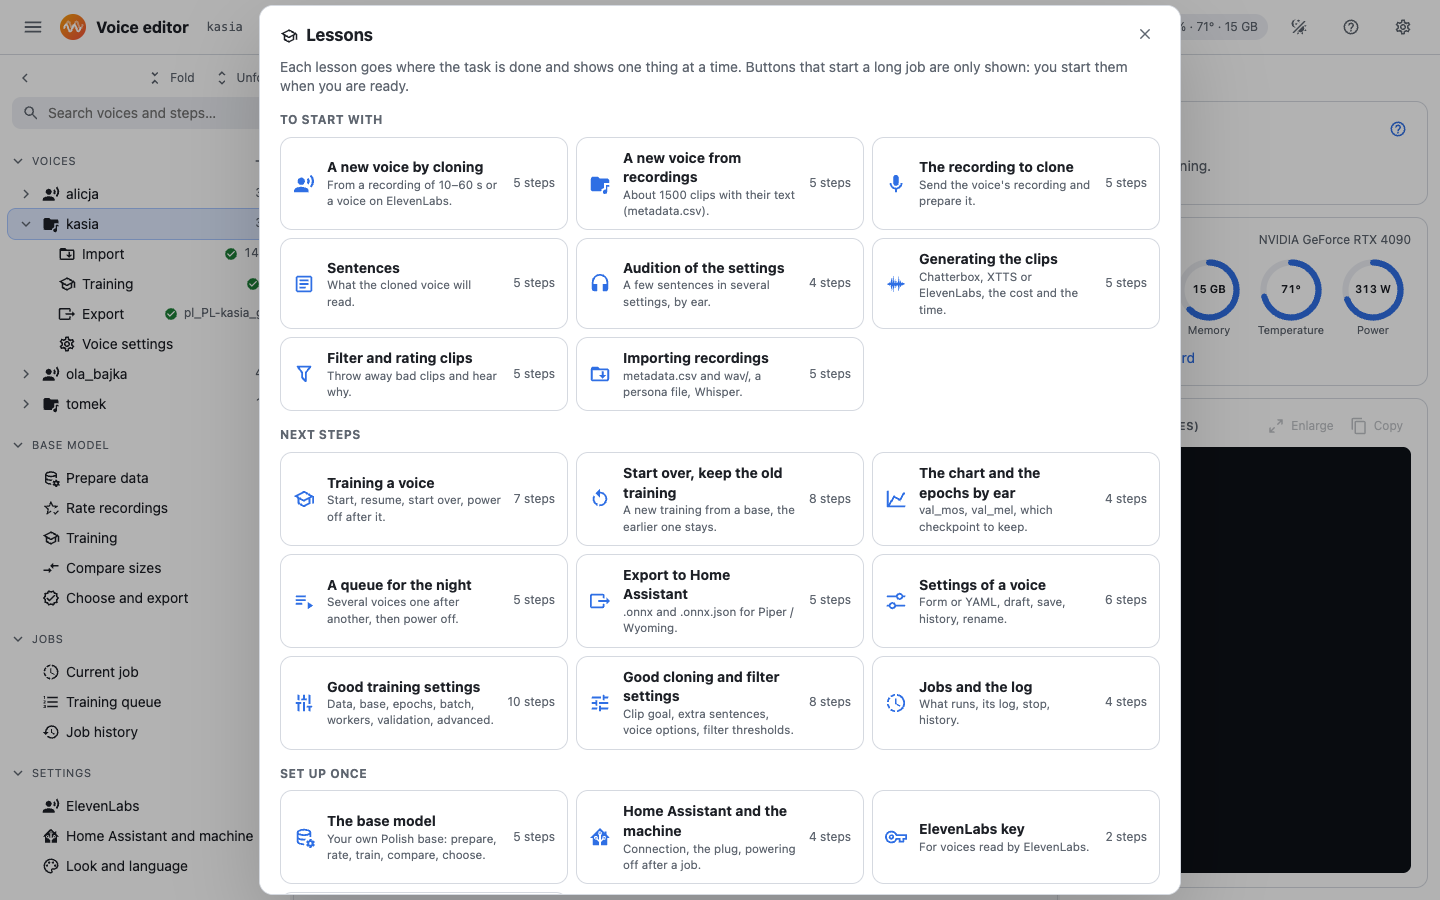 Voice editor
kasia
Lessons
% · 71° · 15 GB
Each lesson goes where the task is done and shows one thing at a time. Buttons that start a long job are only shown: you start them
when you are ready.
Fold
Unfo
Search voices and steps...
VOICES
alicja
kasia
Import
14
Training
Export
pl_PL-kasia_g
Voice settings
ola_bajka
tomek
BASE MODEL
Prepare data
Rate recordings
Training
Compare sizes
Choose and export
JOBS
Current job
Training queue
Job history
SETTINGS
ElevenLabs
Home Assistant and machine
Look and language
TO START WITH
A new voice by cloning
From a recording of 10–60 s or
a voice on ElevenLabs.
5 steps
A new voice from
recordings
About 1500 clips with their text
(metadata.csv).
5 steps
The recording to clone
Send the voice's recording and
prepare it.
5 steps
Sentences
What the cloned voice will
read.
5 steps
Audition of the settings
A few sentences in several
settings, by ear.
4 steps
Generating the clips
Chatterbox, XTTS or
ElevenLabs, the cost and the
time.
5 steps
Filter and rating clips
Throw away bad clips and hear
why.
5 steps
Importing recordings
metadata.csv and wav/, a
persona file, Whisper.
5 steps
NEXT STEPS
Training a voice
Start, resume, start over, power
off after it.
7 steps
Start over, keep the old
training
A new training from a base, the
earlier one stays.
8 steps
The chart and the
epochs by ear
val_mos, val_mel, which
checkpoint to keep.
4 steps
A queue for the night
Several voices one after
another, then power off.
5 steps
Export to Home
Assistant
.onnx and .onnx.json for Piper /
Wyoming.
5 steps
Settings of a voice
Form or YAML, draft, save,
history, rename.
6 steps
Good training settings
Data, base, epochs, batch,
workers, validation, advanced.
10 steps
Good cloning and filter
settings
Clip goal, extra sentences,
voice options, filter thresholds.
8 steps
Jobs and the log
What runs, its log, stop,
history.
4 steps
SET UP ONCE
The base model
Your own Polish base: prepare,
rate, train, compare, choose.
5 steps
Home Assistant and the
machine
Connection, the plug, powering
off after a job.
4 steps
ElevenLabs key
For voices read by ElevenLabs.
2 steps
ning.
NVIDIA GeForce RTX 4090
15 GB
71°
313 W
Memory
Temperature
Power
rd
ES)
Enlarge
Copy